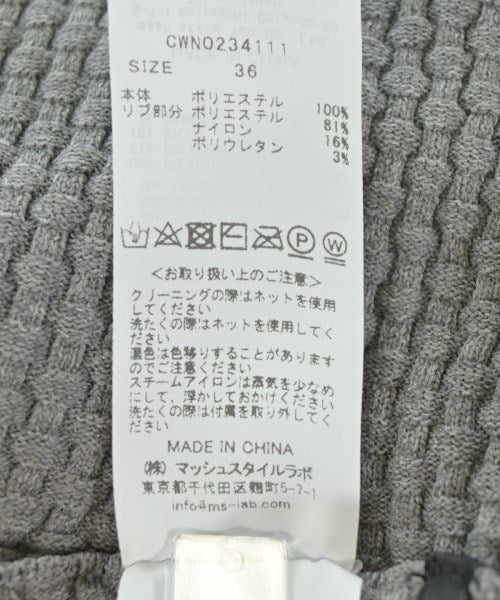 CWNO234111
SIZE 36
本体 ポリエステル 100%
リブ部分 ポリエステル 81%
ナイロン 16%
ポリウレタン 3%
P W
<お取り扱い上のご注意>
クリーニングの際はネットを使用
してください
洗たくの際はネットを使用してく
ださい
濃色は色移りすることがあります
のでご注意ください
スチームアイロンは蒸気を少なめ
にして、浮かしておかけください
洗たくの際は付属を取り外してく
ださい
MADE IN CHINA
(株) マッシュスタイルラボ
東京都千代田区麹町5-7-1
info@ms-lab.com